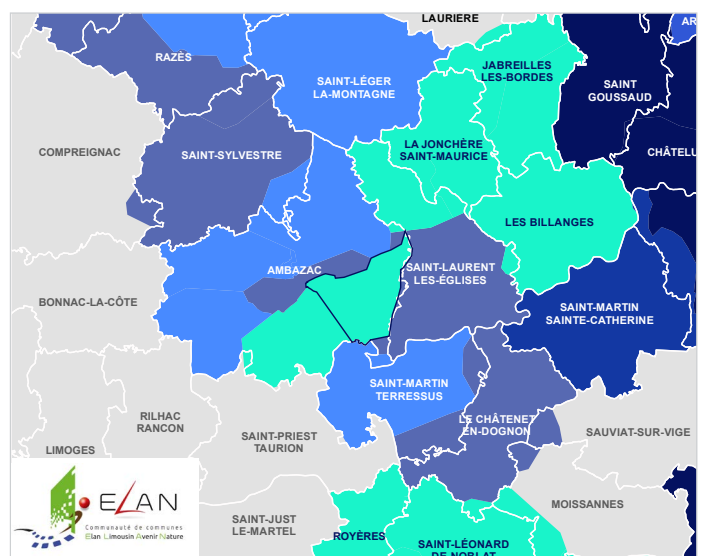 LAURIERE
AR
RAZÈS
JABREILLES
LES-BORDES
SAINT-LÉGER
LA-MONTAGNE
SAINT
GOUSSAUD
COMPREIGNAC
SAINT-SYLVESTRE
LA JONCHÈRE
SAINT-MAURICE
CHÂTELU
LES BILLANGES
AMBAZAC
SAINT-LAURENT
LES-ÉGLISES
BONNAC-LA-CÔTE
SAINT-MARTIN
SAINTE-CATHERINE
SAINT-MARTIN
TERRESSUS
RILHAC
RANCON
LE CHÂTENET
EN-DOGNON
SAINT-PRIEST
TAURION
SAUVIAT-SUR-VIGE
LIMOGES
ELAN
Communauté de communes
Elan Limousin Avenir Nature
MOISSANNES
SAINT-JUST
LE-MARTEL
ROYÈRES
SAINT-LÉONARD
DE NOBLAT